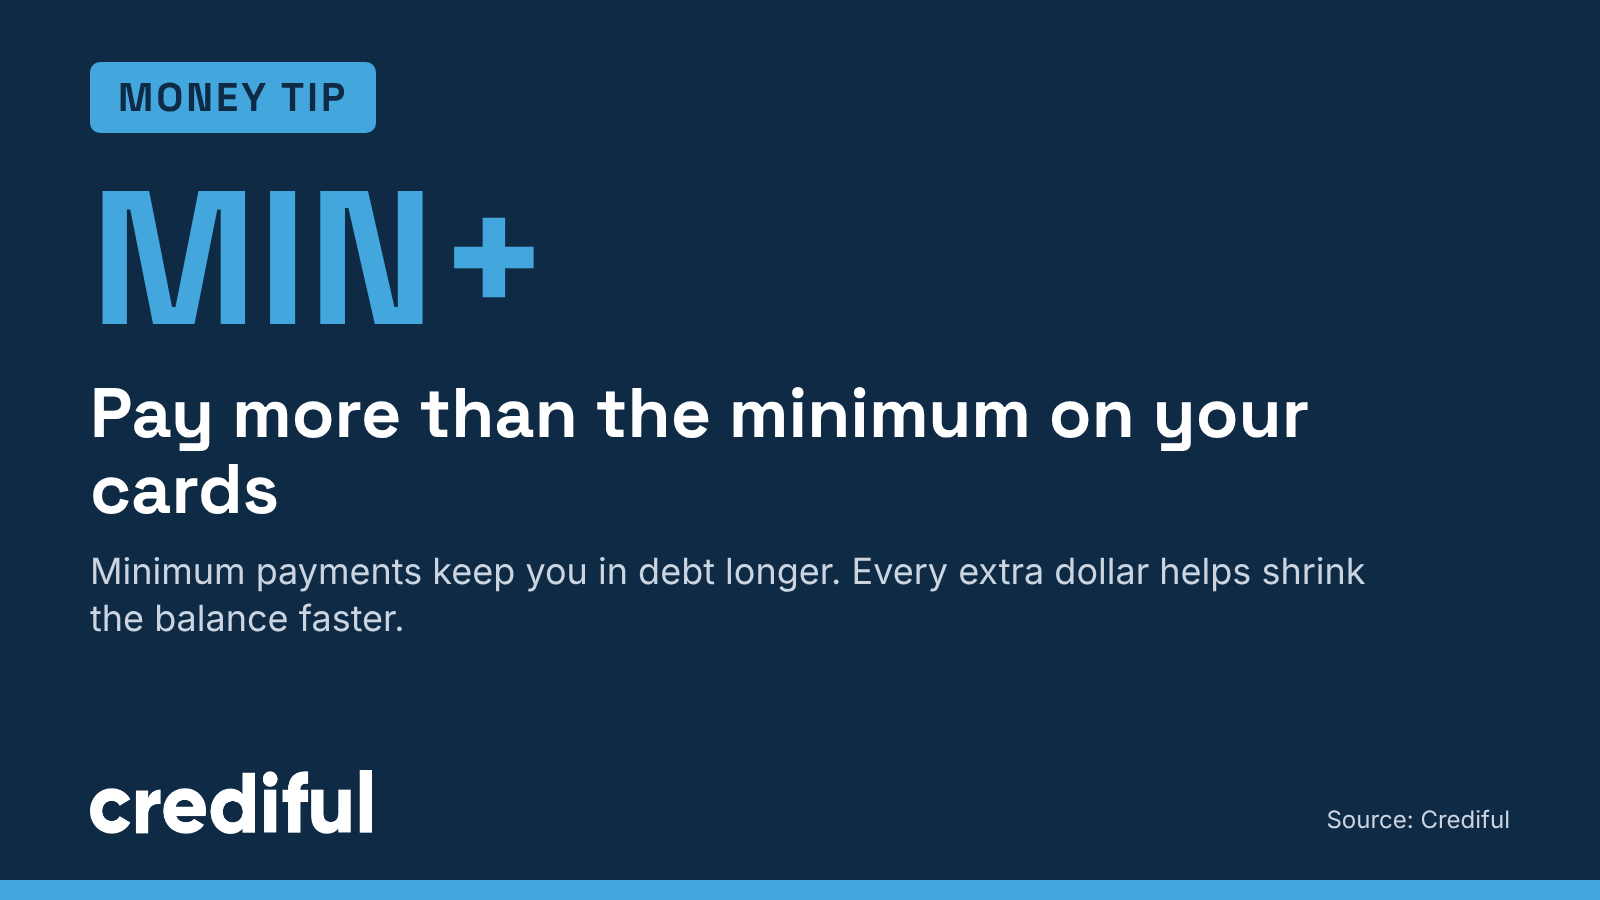 MONEY TIP
MIN+
Pay more than the minimum on your
cards
Minimum payments keep you in debt longer. Every extra dollar helps shrink
the balance faster.
crediful
Source: Crediful